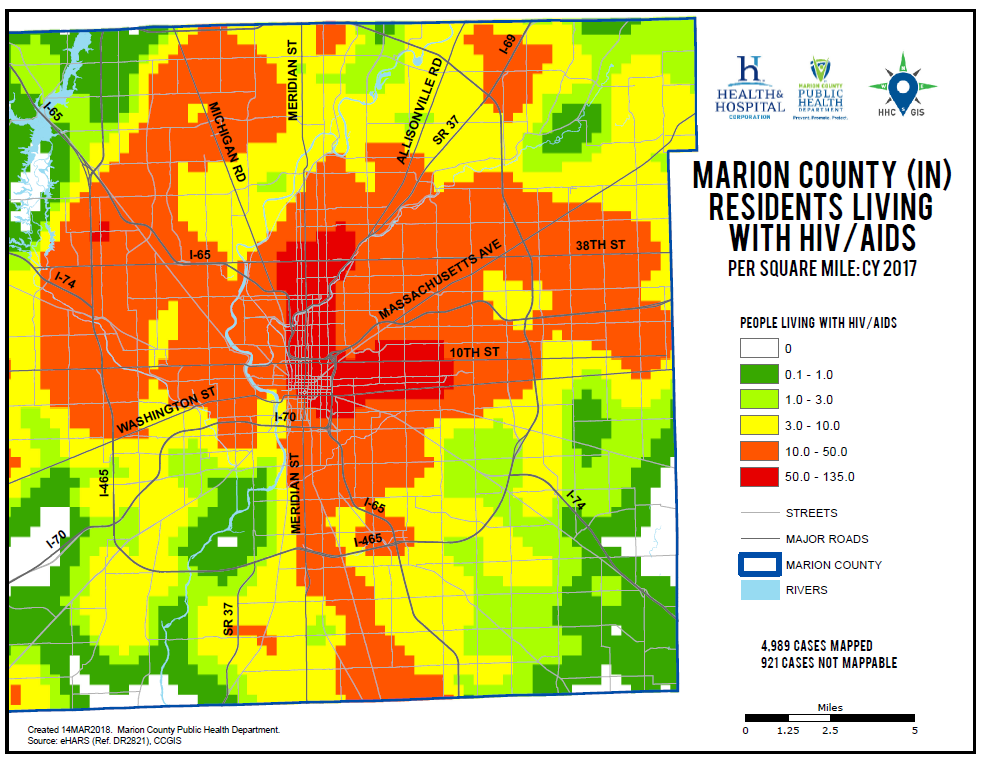 MARION COUNTY (IN)
RESIDENTS LIVING
WITH HIV/AIDS
PER SQUARE MILE: CY 2017
h
HEALTH&
HOSPITAL
CORPORATION
MARION COUNTY
PUBLIC
HEALTH
DEPARTMENT
Prevent. Promote. Protect.
N
W
E
S
HHC GIS
PEOPLE LIVING WITH HIV/AIDS
0
0.1 - 1.0
1.0 - 3.0
3.0 - 10.0
10.0 - 50.0
50.0 - 135.0
STREETS
MAJOR ROADS
MARION COUNTY
RIVERS
4,989 CASES MAPPED
921 CASES NOT MAPPABLE
Miles
0 1.25 2.5 5
I-65
MICHIGAN RD
MERIDIAN ST
ALLISONVILLE RD
SR 37
I-69
I-65
I-74
MASSACHUSETTS AVE
38TH ST
10TH ST
WASHINGTON ST
I-70
I-465
MERIDIAN ST
I-65
I-465
I-74
I-70
SR 37
Created 14MAR2018. Marion County Public Health Department.
Source: eHARS (Ref. DR2821), CCGIS